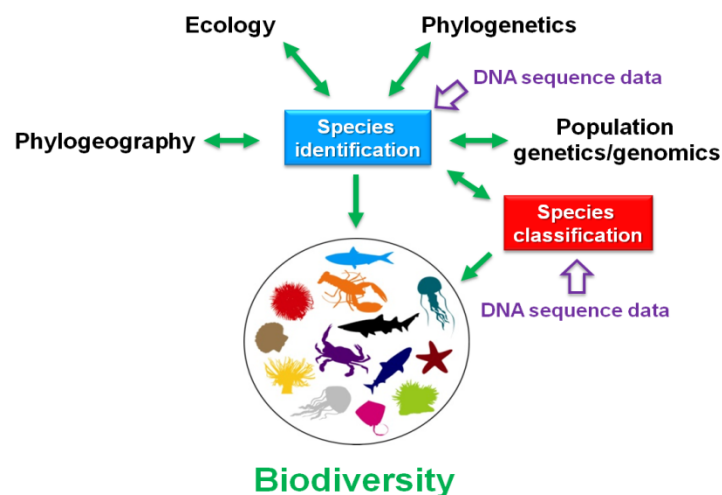 Ecology
Phylogenetics
DNA sequence data
Species
identification
Phylogeography
Population
genetics/genomics
Species
classification
DNA sequence data
Biodiversity